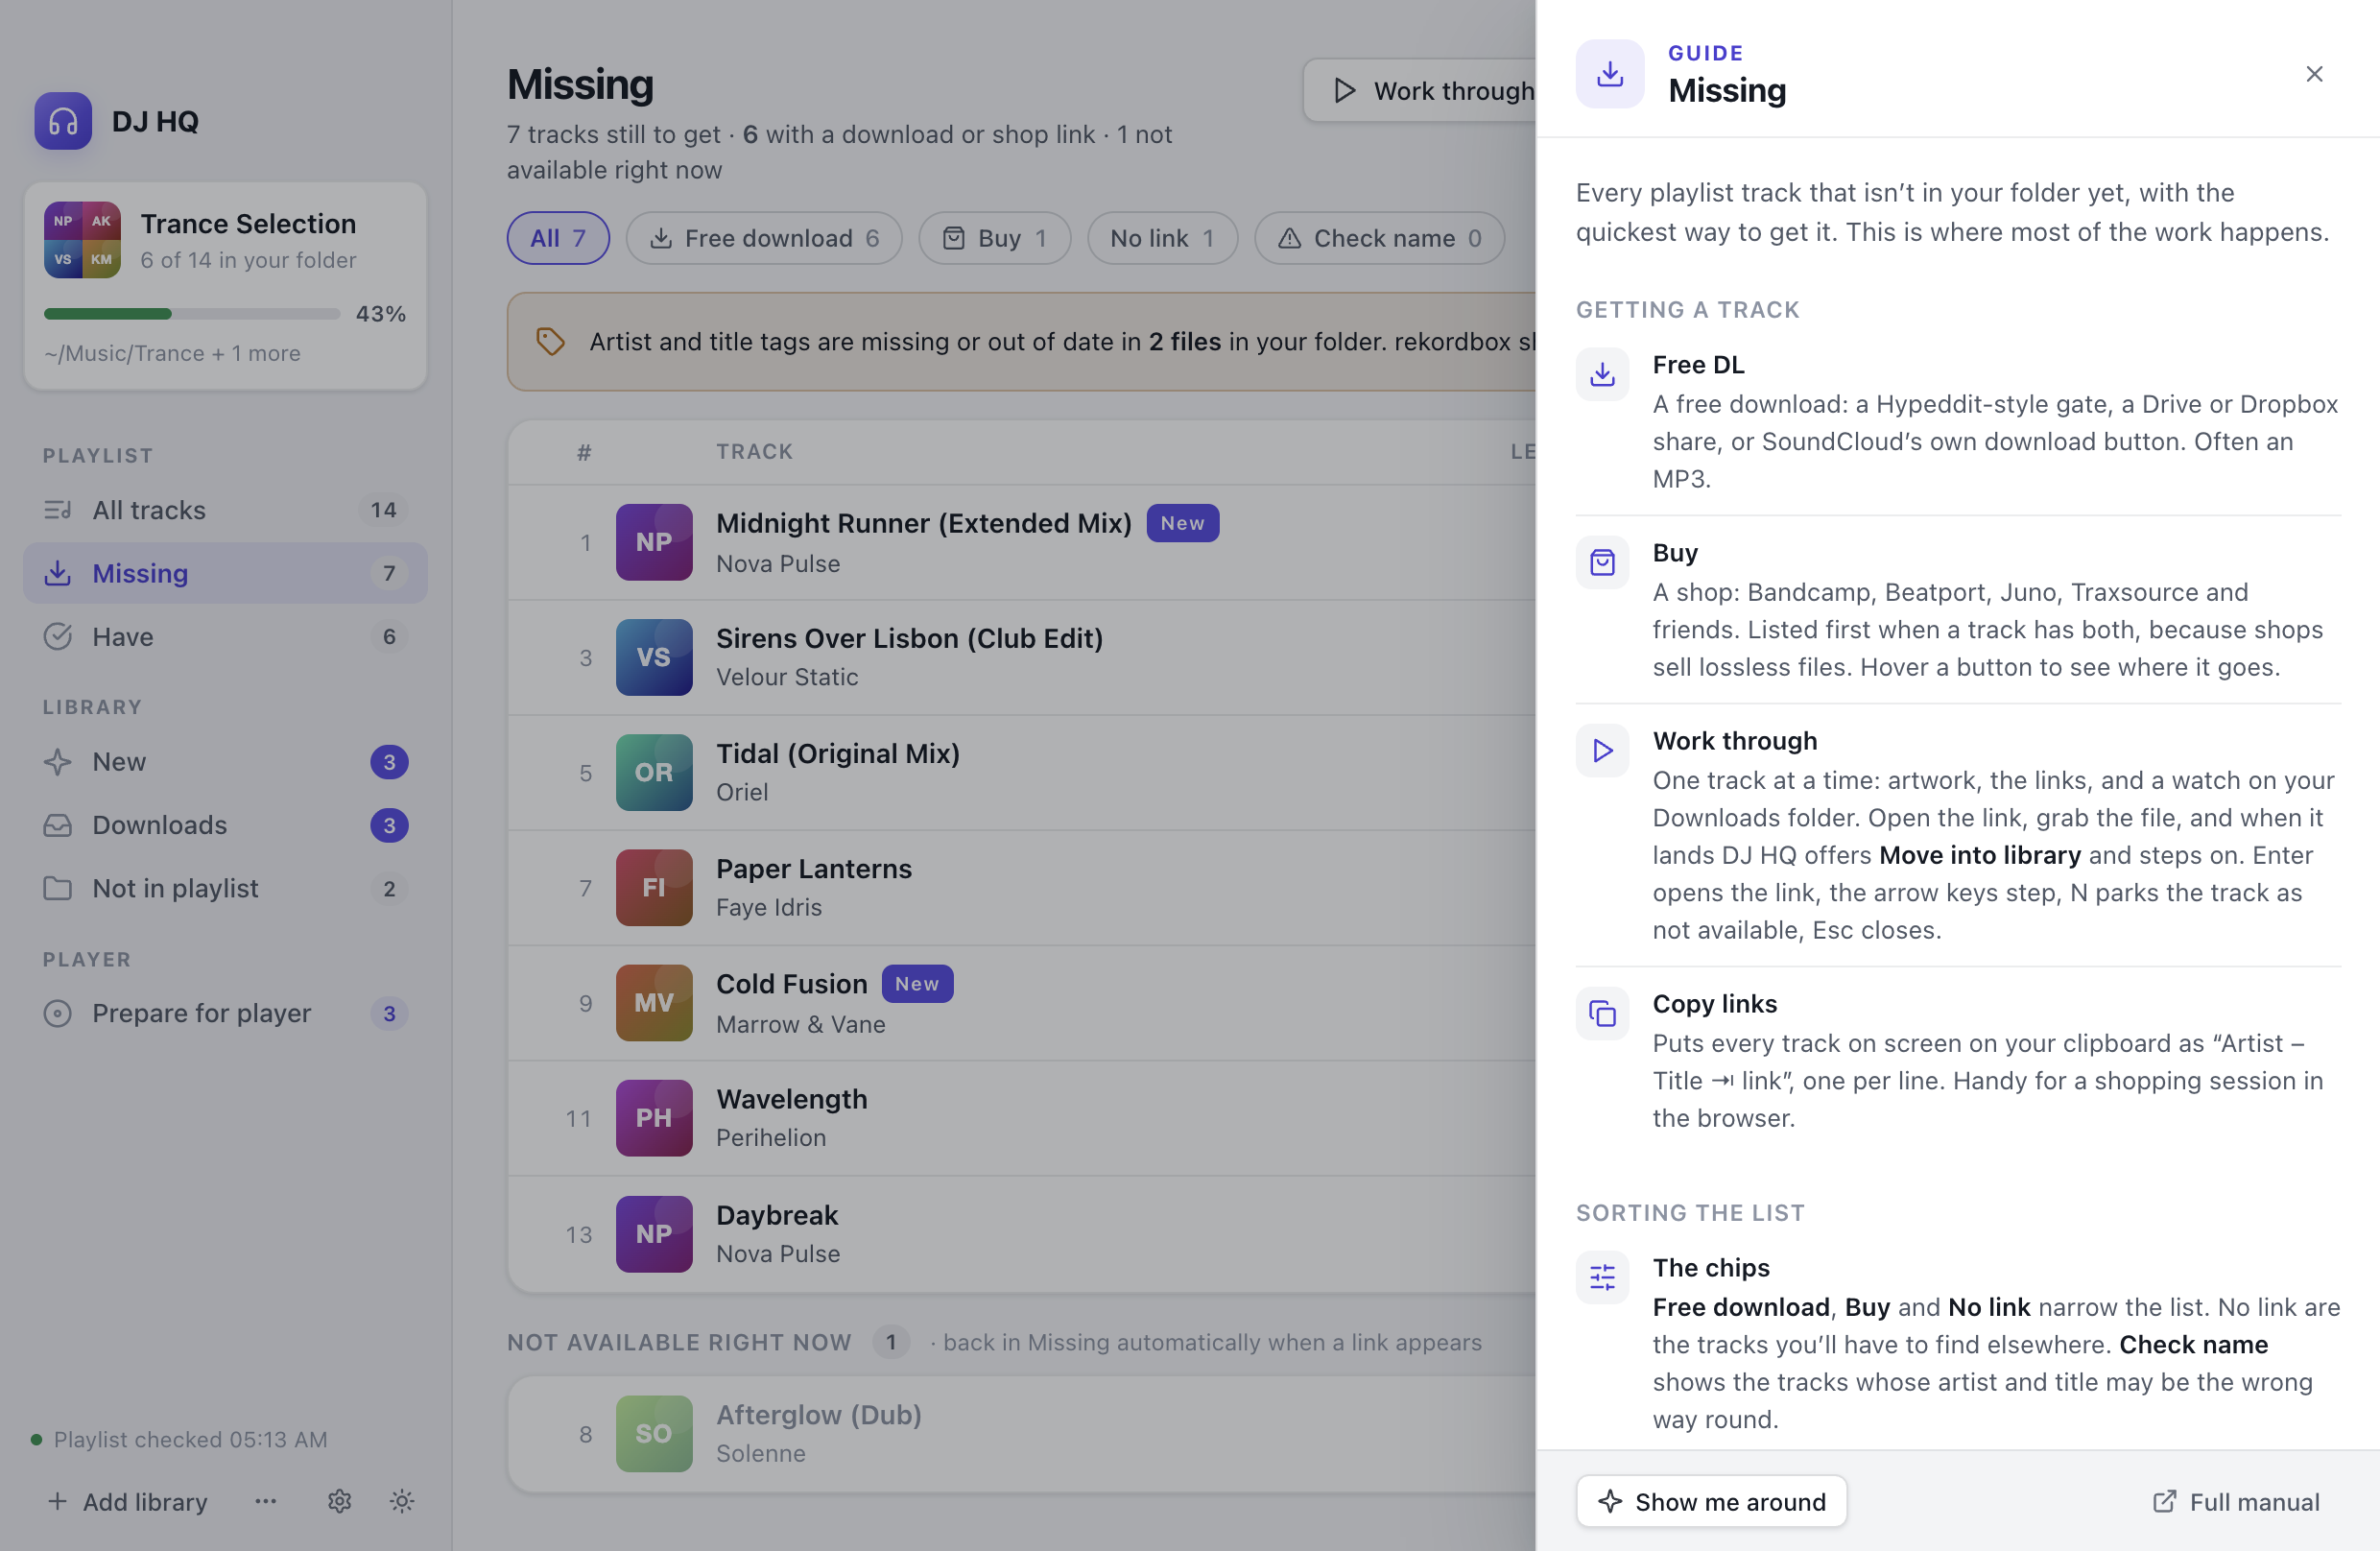 DJ HQ
NP AK
VS KM
Trance Selection
6 of 14 in your folder
43%
~/Music/Trance + 1 more
PLAYLIST
All tracks 14
Missing 7
Have 6
LIBRARY
New 3
Downloads 3
Not in playlist 2
PLAYER
Prepare for player 3
Playlist checked 05:13 AM
+ Add library ···
Missing
7 tracks still to get · 6 with a download or shop link · 1 not
available right now
Work through
All 7 Free download 6 Buy 1 No link 1 Check name 0
Artist and title tags are missing or out of date in 2 files in your folder. rekordbox
# TRACK
1 NP Midnight Runner (Extended Mix) New
Nova Pulse
3 VS Sirens Over Lisbon (Club Edit)
Velour Static
5 OR Tidal (Original Mix)
Oriel
7 FI Paper Lanterns
Faye Idris
9 MV Cold Fusion New
Marrow & Vane
11 PH Wavelength
Perihelion
13 NP Daybreak
Nova Pulse
NOT AVAILABLE RIGHT NOW 1 · back in Missing automatically when a link appears
8 SO Afterglow (Dub)
Solenne
GUIDE
Missing
Every playlist track that isn’t in your folder yet, with the
quickest way to get it. This is where most of the work happens.
GETTING A TRACK
Free DL
A free download: a Hypeddit-style gate, a Drive or Dropbox
share, or SoundCloud’s own download button. Often an
MP3.
Buy
A shop: Bandcamp, Beatport, Juno, Traxsource and
friends. Listed first when a track has both, because shops
sell lossless files. Hover a button to see where it goes.
Work through
One track at a time: artwork, the links, and a watch on your
Downloads folder. Open the link, grab the file, and when it
lands DJ HQ offers Move into library and steps on. Enter
opens the link, the arrow keys step, N parks the track as
not available, Esc closes.
Copy links
Puts every track on screen on your clipboard as “Artist –
Title ⇥ link”, one per line. Handy for a shopping session in
the browser.
SORTING THE LIST
The chips
Free download, Buy and No link narrow the list. No link are
the tracks you’ll have to find elsewhere. Check name
shows the tracks whose artist and title may be the wrong
way round.
Show me around
Full manual